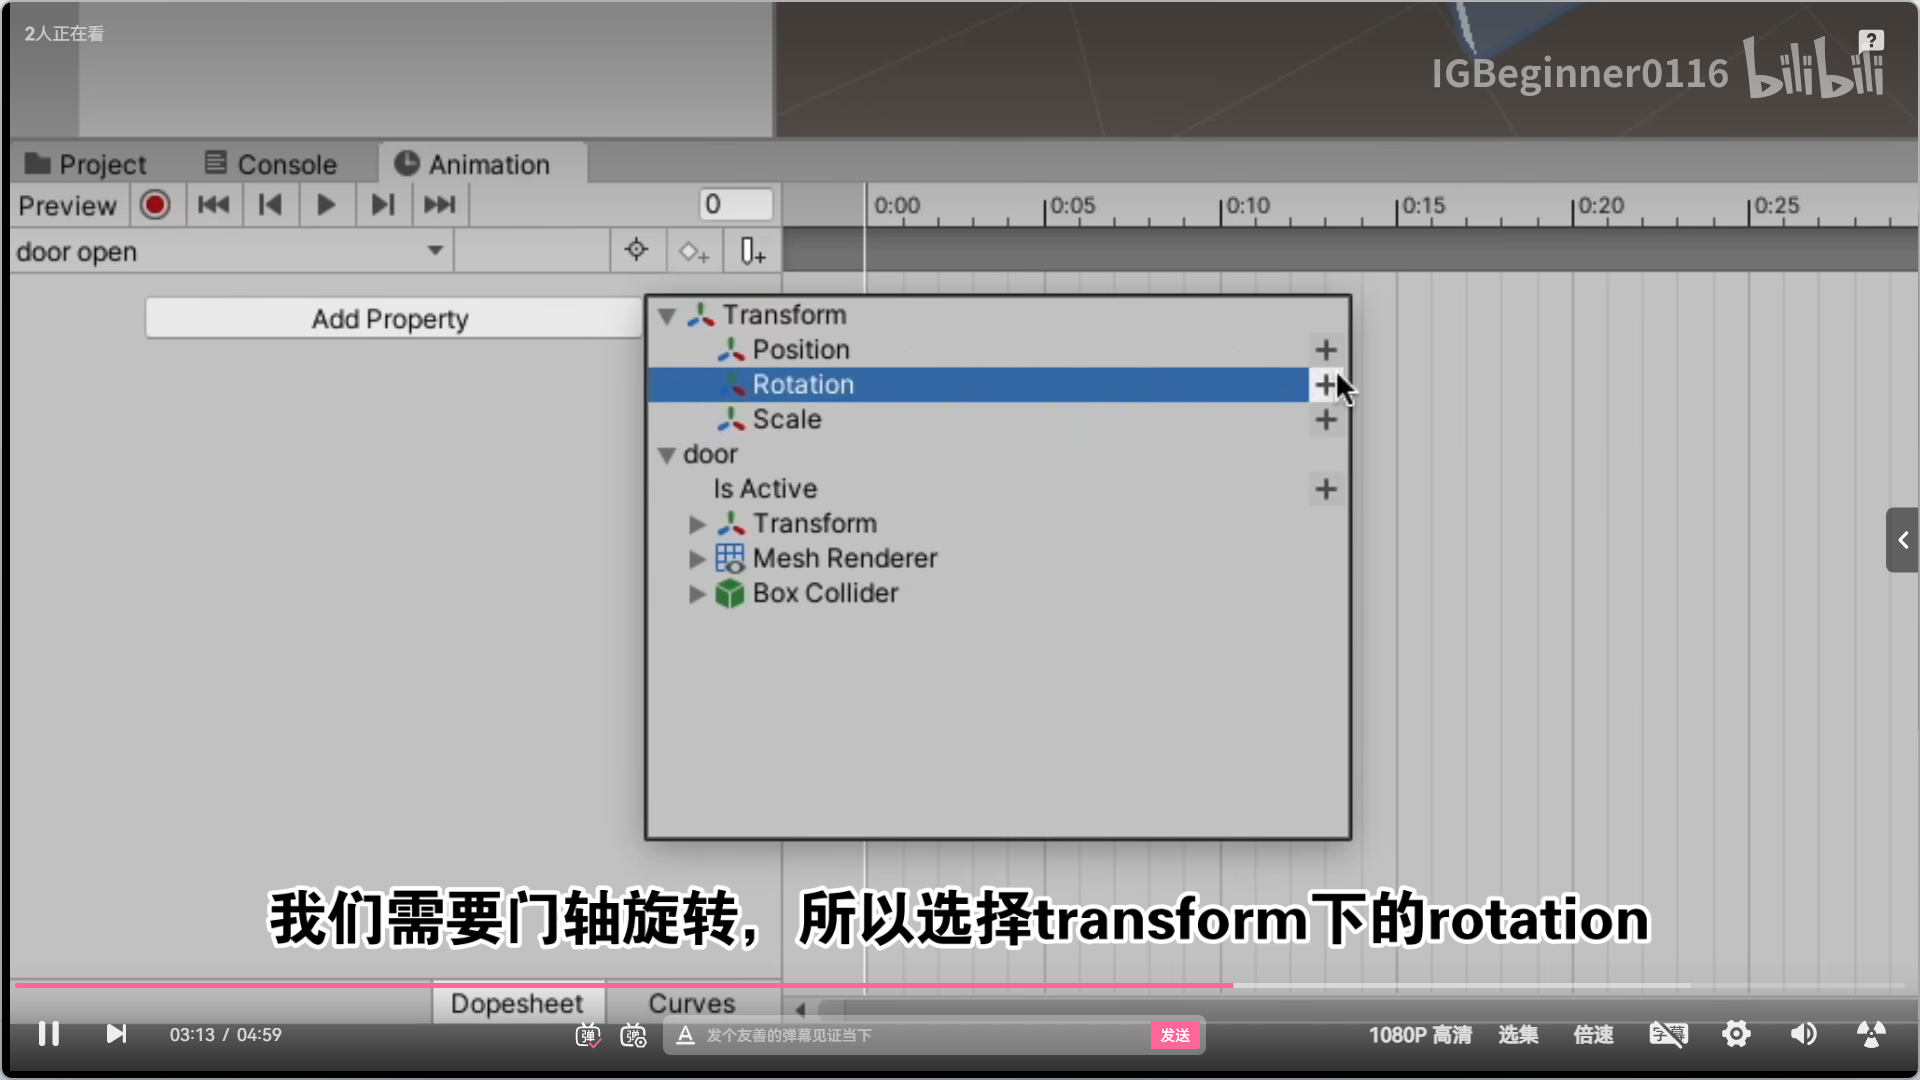 2人正在看
IGBeginner0116 bilibili
Project Console Animation
Preview 0 0:00 0:05 0:10 0:15 0:20 0:25
door open
Add Property
Transform
Position
Rotation
Scale
door
Is Active
Transform
Mesh Renderer
Box Collider
我们需要门轴旋转，所以选择transform下的rotation
Dopesheet Curves
03:13 / 04:59 弹 弹 A 发个友善的弹幕见证当下 发送 1080P 高清 选集 倍速 字幕